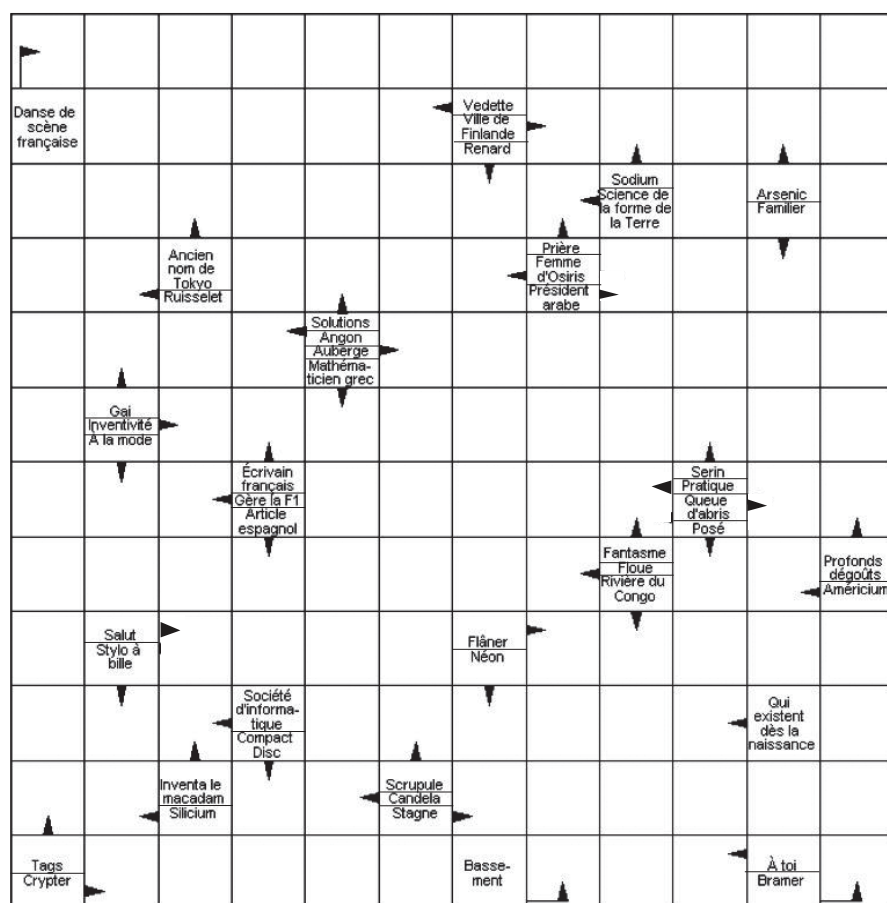 Danse de
scène
française
Vedette
Ville de
Finlande
Renard
Sodium
Science de
la forme de
la Terre
Arsenic
Familier
Ancien
nom de
Tokyo
Ruisselet
Prière
Femme
d'Osiris
Président
arabe
Solutions
Angon
Auberge
Mathéma-
ticien grec
Gai
Inventivité
À la mode
Écrivain
français
Gère la F1
Article
espagnol
Serin
Pratique
Queue
d'abris
Posé
Fantasme
Floue
Rivière du
Congo
Profonds
dégoûts
Américium
Salut
Stylo à
bille
Flâner
Néon
Société
d'informa-
tique
Compact
Disc
Qui
existent
dès la
naissance
Inventa le
macadam
Silicium
Scrupule
Candela
Stagne
Tags
Crypter
Basse-
ment
À toi
Bramer